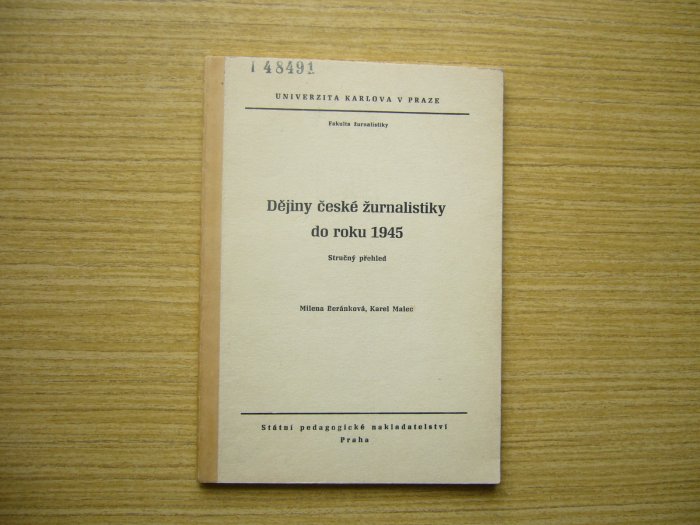 I 48491
UNIVERZITA KARLOVA V PRAZE
Fakulta žurnalistiky
Dějiny české žurnalistiky
do roku 1945
Stručný přehled
Milena Beránková, Karel Malec
Státní pedagogické nakladatelství
Praha